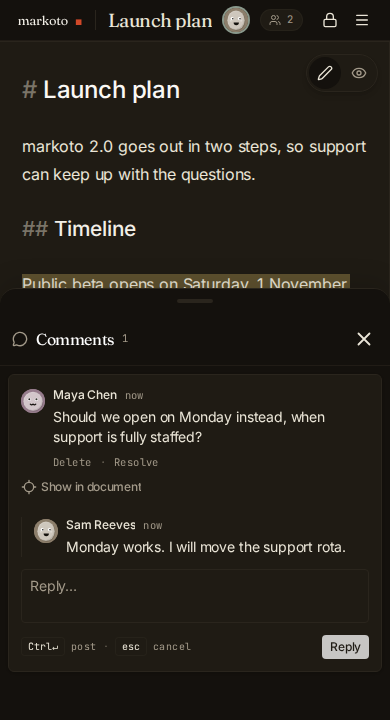 markoto
Launch plan
2
# Launch plan
markoto 2.0 goes out in two steps, so support
can keep up with the questions.
## Timeline
Public beta opens on Saturday, 1 November
Comments 1
Maya Chen now
Should we open on Monday instead, when
support is fully staffed?
Delete · Resolve
Show in document
Sam Reeves now
Monday works. I will move the support rota.
Reply...
Ctrl↵ post · esc cancel
Reply